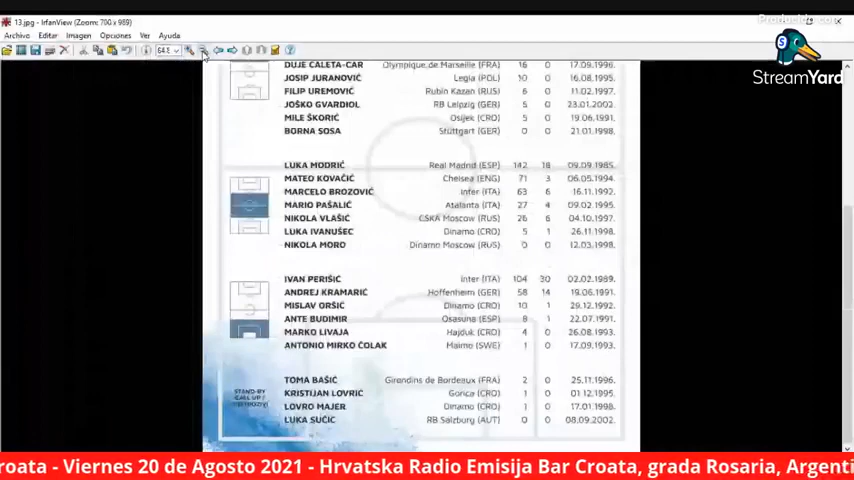 13.jpg - IrfanView (Zoom: 700 x 989)
Archivo Editar Imagen Opciones Ver Ayuda
StreamYard
DUJE ĆALETA-CAR Olympique de Marseille (FRA) 16 0 17.09.1996.
JOSIP JURANOVIĆ Legia (POL) 10 0 16.08.1995.
FILIP UREMOVIĆ Rubin Kazan (RUS) 6 0 11.02.1997.
JOŠKO GVARDIOL RB Leipzig (GER) 5 0 23.01.2002.
MILE ŠKORIĆ Osijek (CRO) 5 0 19.06.1991.
BORNA SOSA Stuttgart (GER) 0 0 21.01.1998.
LUKA MODRIĆ Real Madrid (ESP) 142 18 09.09.1985.
MATEO KOVAČIĆ Chelsea (ENG) 71 3 06.05.1994.
MARCELO BROZOVIĆ Inter (ITA) 63 6 16.11.1992.
MARIO PAŠALIĆ Atalanta (ITA) 27 4 09.02.1995.
NIKOLA VLAŠIĆ CSKA Moscow (RUS) 26 6 04.10.1997.
LUKA IVANUŠEC Dinamo (CRO) 5 1 26.11.1998.
NIKOLA MORO Dinamo Moscow (RUS) 0 0 12.03.1998.
IVAN PERIŠIĆ Inter (ITA) 104 30 02.02.1989.
ANDREJ KRAMARIĆ Hoffenheim (GER) 58 14 19.06.1991.
MISLAV ORŠIĆ Dinamo (CRO) 10 1 29.12.1992.
ANTE BUDIMIR Osasuna (ESP) 8 1 22.07.1991.
MARKO LIVAJA Hajduk (CRO) 4 0 26.08.1993.
ANTONIO MIRKO ČOLAK Malmo (SWE) 1 0 17.09.1993.
STAND-BY
CALL UP /
TOMA BAŠIĆ Girondins de Bordeaux (FRA) 2 0 25.11.1996.
KRISTIJAN LOVRIĆ Gorica (CRO) 1 0 01.12.1995.
LOVRO MAJER Dinamo (CRO) 1 0 17.01.1998.
LUKA SUČIĆ RB Salzburg (AUT) 0 0 08.09.2002.
roata - Viernes 20 de Agosto 2021 - Hrvatska Radio Emisija Bar Croata, grada Rosaria, Argenti